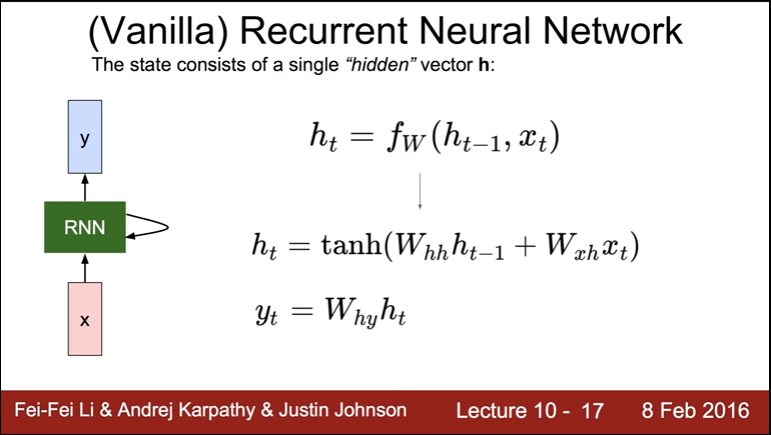 (Vanilla) Recurrent Neural Network
The state consists of a single “hidden” vector h:
y
RNN
x
h_t = f_W(h_{t−1}, x_t)
h_t = tanh(W_{hh}h_{t−1} + W_{xh}x_t)
y_t = W_{hy}h_t
Fei-Fei Li & Andrej Karpathy & Justin Johnson Lecture 10 - 17 8 Feb 2016